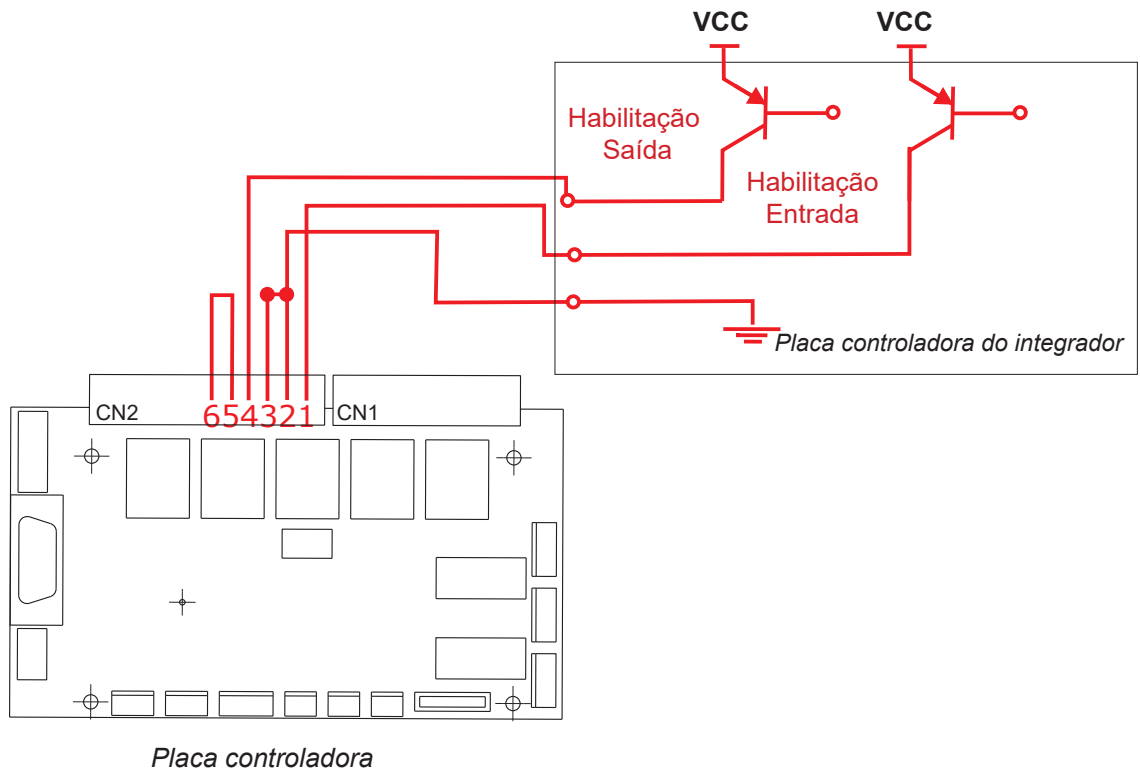 VCC
VCC
Habilitação
Saída
Habilitação
Entrada
Placa controladora do integrador
CN2
654321
CN1
Placa controladora